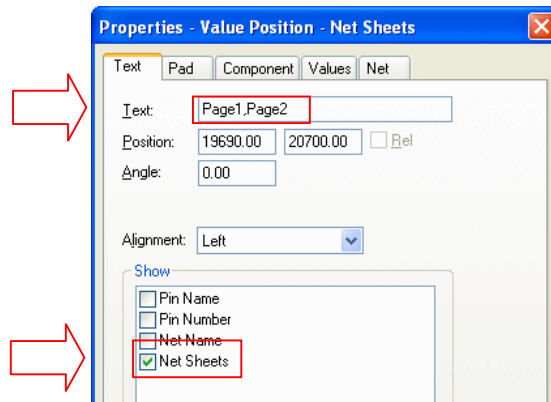 Properties - Value Position - Net Sheets
Text Pad Component Values Net
Text: Page1,Page2
Position: 19690.00 20700.00 Rel
Angle: 0.00
Alignment: Left
Show
Pin Name
Pin Number
Net Name
Net Sheets